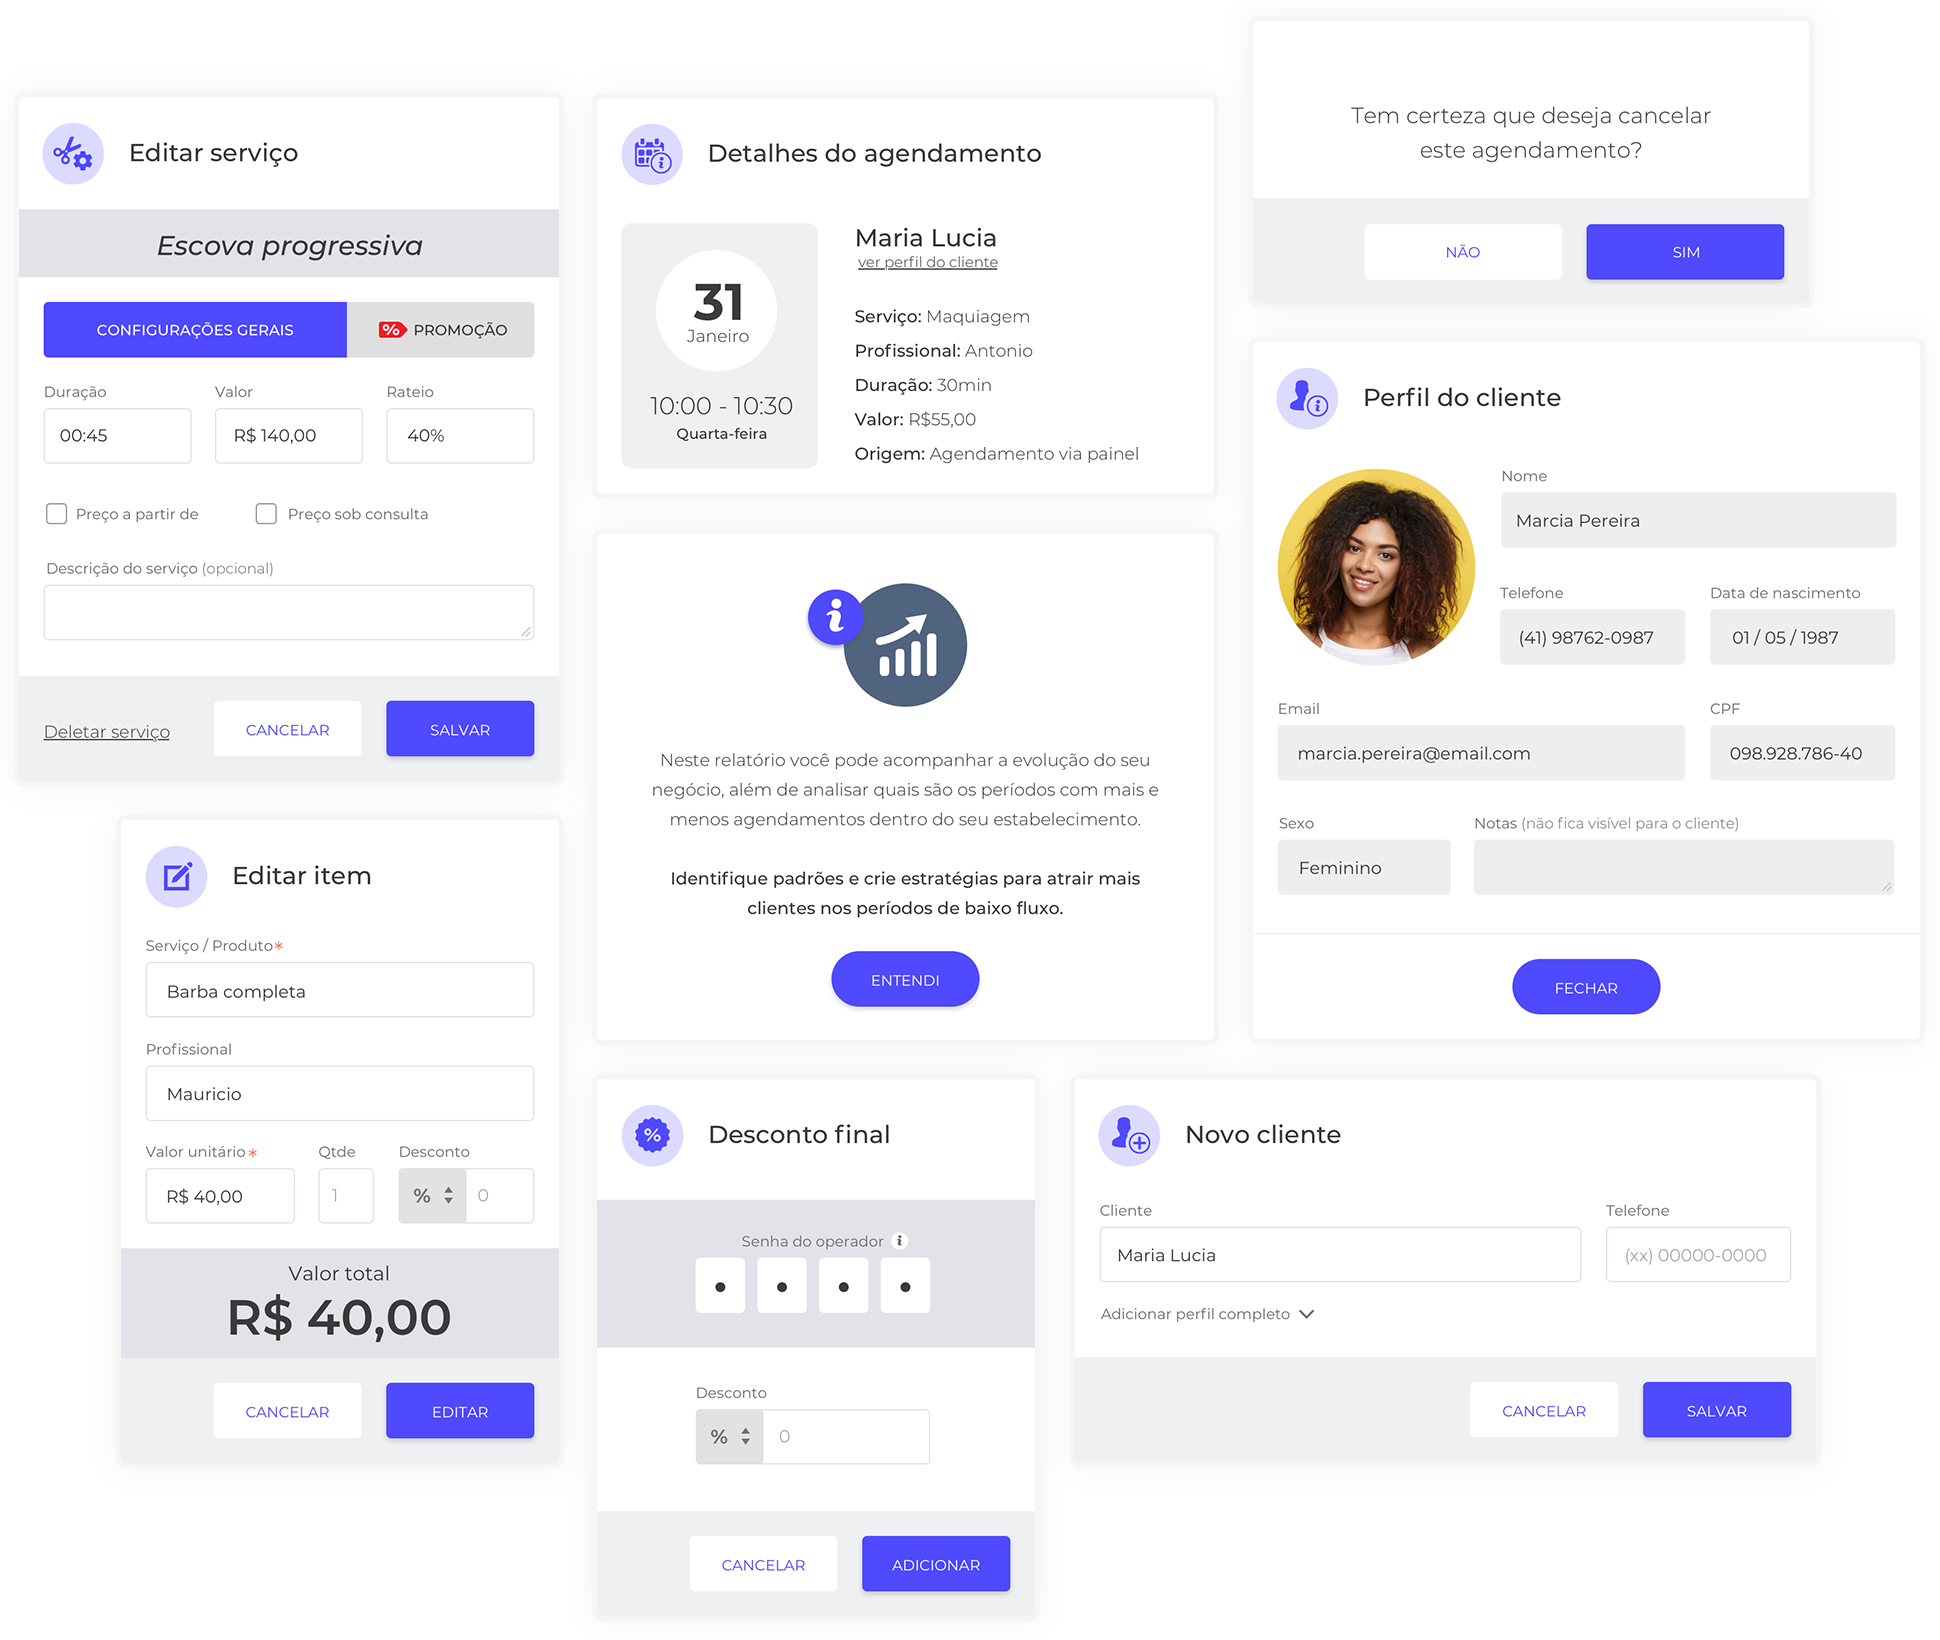 Editar serviço
Escova progressiva
CONFIGURAÇÕES GERAIS
% PROMOÇÃO
Duração
Valor
Rateio
00:45
R$ 140,00
40%
Preço a partir de
Preço sob consulta
Descrição do serviço (opcional)
Deletar serviço
CANCELAR
SALVAR
Editar item
Serviço / Produto*
Barba completa
Profissional
Mauricio
Valor unitário*
Qtde
Desconto
R$ 40,00
1
%
0
Valor total
R$ 40,00
CANCELAR
EDITAR
Detalhes do agendamento
31
Janeiro
10:00 - 10:30
Quarta-feira
Maria Lucia
ver perfil do cliente
Serviço: Maquiagem
Profissional: Antonio
Duração: 30min
Valor: R$55,00
Origem: Agendamento via painel
i
Neste relatório você pode acompanhar a evolução do seu
negócio, além de analisar quais são os períodos com mais e
menos agendamentos dentro do seu estabelecimento.
Identifique padrões e crie estratégias para atrair mais
clientes nos períodos de baixo fluxo.
ENTENDI
%
Desconto final
Senha do operador i
Desconto
%
0
CANCELAR
ADICIONAR
Tem certeza que deseja cancelar
este agendamento?
NÃO
SIM
Perfil do cliente
Nome
Marcia Pereira
Telefone
Data de nascimento
(41) 98762-0987
01 / 05 / 1987
Email
CPF
marcia.pereira@email.com
098.928.786-40
Sexo
Notas (não fica visível para o cliente)
Feminino
FECHAR
Novo cliente
Cliente
Telefone
Maria Lucia
(xx) 00000-0000
Adicionar perfil completo
CANCELAR
SALVAR